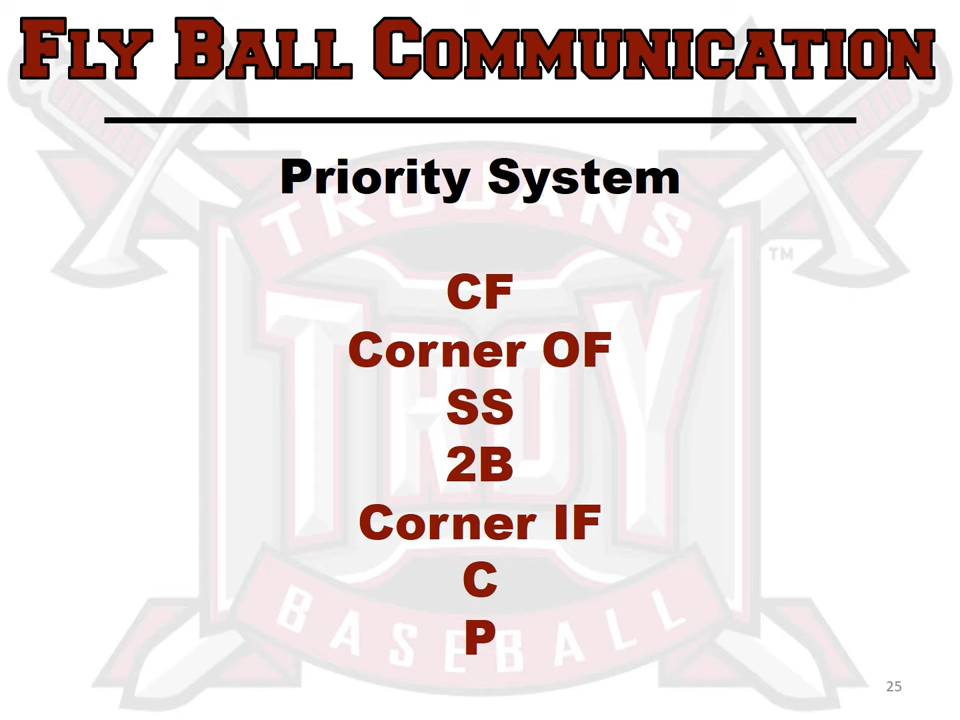 Fly Ball Communication
Priority System
TROJANS
TM
CF
Corner OF
SS
TROY
2B
Corner IF
C
BASEBALL
P
25